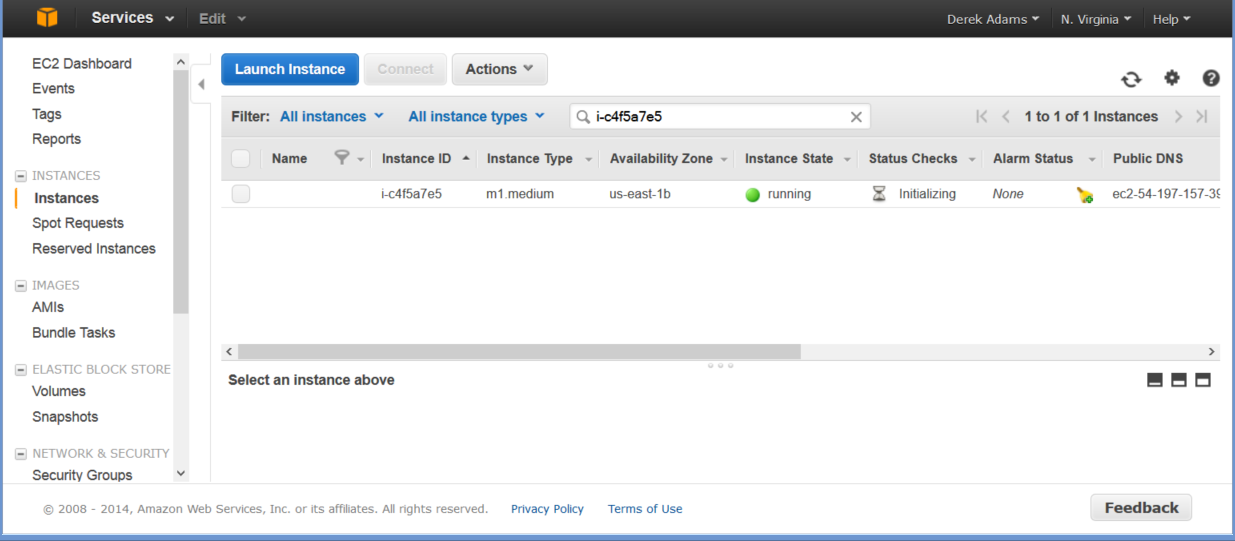 Services Edit Derek Adams N. Virginia Help
EC2 Dashboard
Events
Tags
Reports
INSTANCES
Instances
Spot Requests
Reserved Instances
IMAGES
AMIs
Bundle Tasks
ELASTIC BLOCK STORE
Volumes
Snapshots
NETWORK & SECURITY
Security Groups
Launch Instance Connect Actions
Filter: All instances All instance types i-c4f5a7e5 1 to 1 of 1 Instances
Name Instance ID Instance Type Availability Zone Instance State Status Checks Alarm Status Public DNS
i-c4f5a7e5 m1.medium us-east-1b running Initializing None ec2-54-197-157-39
Select an instance above
© 2008 - 2014, Amazon Web Services, Inc. or its affiliates. All rights reserved. Privacy Policy Terms of Use Feedback